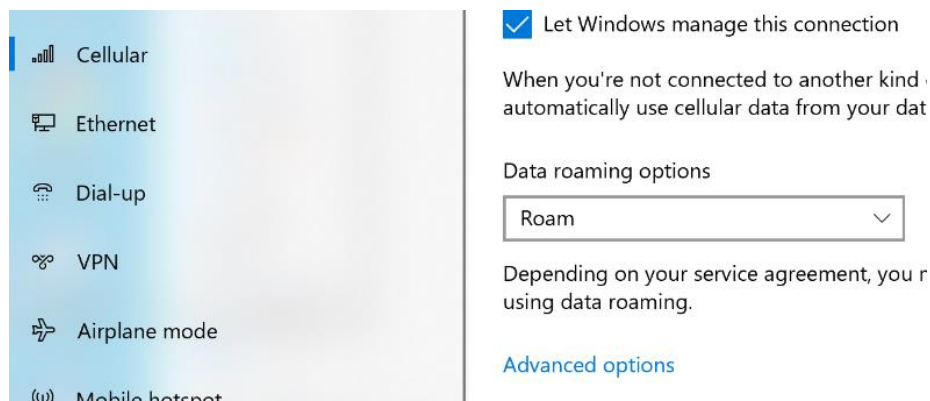 Cellular
Ethernet
Dial-up
VPN
Airplane mode
Mobile hotspot
Let Windows manage this connection
When you're not connected to another kind
automatically use cellular data from your dat
Data roaming options
Roam
Depending on your service agreement, you
using data roaming.
Advanced options